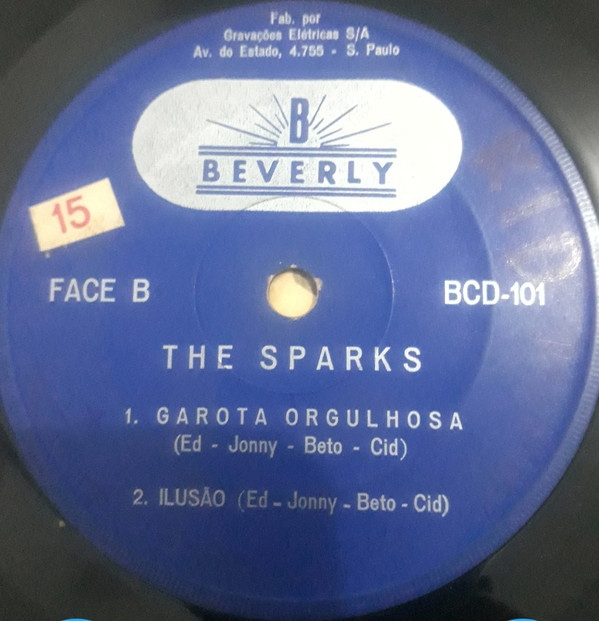 Fab. por
Gravações Elétricas S/A
Av. do Estado, 4.755 - S. Paulo
B
BEVERLY
15
FACE B
BCD-101
THE SPARKS
1. GAROTA ORGULHOSA
(Ed - Jonny - Beto - Cid)
2. ILUSÃO (Ed - Jonny - Beto - Cid)